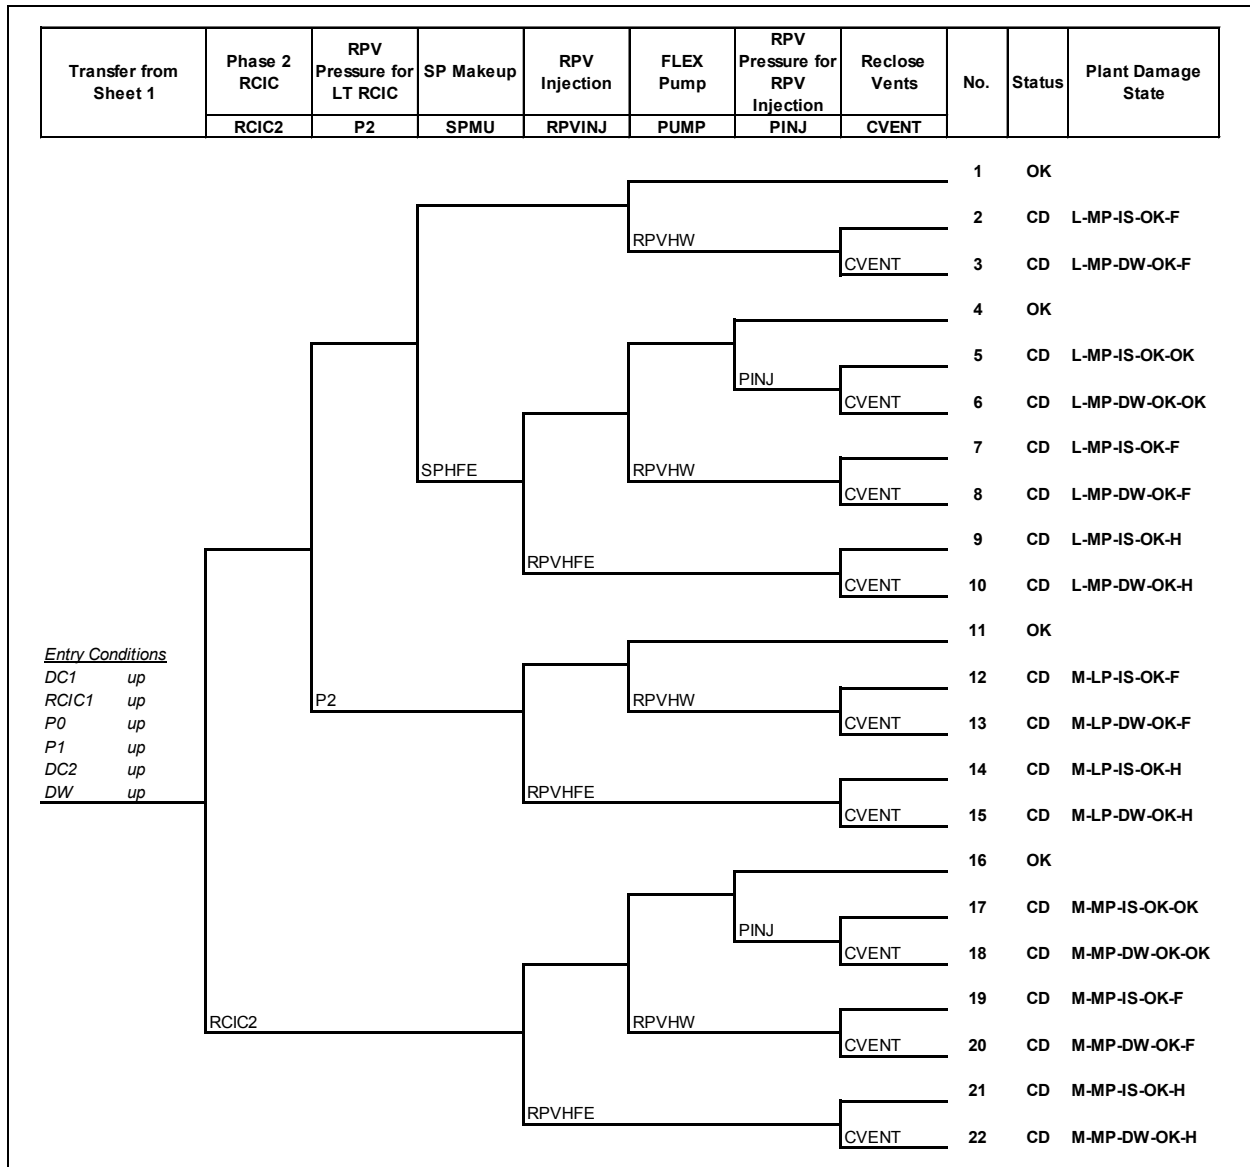 Transfer from
Sheet 1
Phase 2
RCIC
RPV
Pressure for
LT RCIC
SP Makeup
RPV
Injection
FLEX
Pump
RPV
Pressure for
RPV
Injection
Reclose
Vents
No.
Status
Plant Damage
State
RCIC2 P2 SPMU RPVINJ PUMP PINJ CVENT
1 OK
2 CD L-MP-IS-OK-F
RPVHW
CVENT 3 CD L-MP-DW-OK-F
4 OK
5 CD L-MP-IS-OK-OK
PINJ
CVENT 6 CD L-MP-DW-OK-OK
7 CD L-MP-IS-OK-F
SPHFE RPVHW
CVENT 8 CD L-MP-DW-OK-F
9 CD L-MP-IS-OK-H
RPVHFE
CVENT 10 CD L-MP-DW-OK-H
11 OK
Entry Conditions
DC1 up
RCIC1 up
P0 up
P1 up
DC2 up
DW up
12 CD M-LP-IS-OK-F
P2 RPVHW
CVENT 13 CD M-LP-DW-OK-F
14 CD M-LP-IS-OK-H
RPVHFE
CVENT 15 CD M-LP-DW-OK-H
16 OK
17 CD M-MP-IS-OK-OK
PINJ
CVENT 18 CD M-MP-DW-OK-OK
19 CD M-MP-IS-OK-F
RCIC2 RPVHW
CVENT 20 CD M-MP-DW-OK-F
21 CD M-MP-IS-OK-H
RPVHFE
CVENT 22 CD M-MP-DW-OK-H